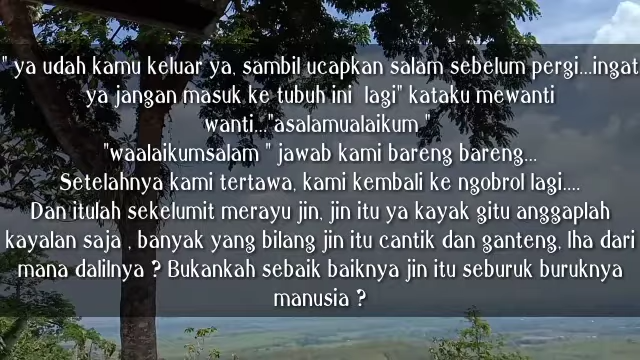 " ya udah kamu keluar ya, sambil ucapkan salam sebelum pergi...ingat
ya jangan masuk ke tubuh ini lagi" kataku mewanti
wanti..."asalamualaikum "
"waalaikumsalam " jawab kami bareng bareng...
Setelahnya kami tertawa, kami kembali ke ngobrol lagi....
Dan itulah sekelumit merayu jin, jin itu ya kayak gitu anggaplah
kayalan saja , banyak yang bilang jin itu cantik dan ganteng, lha dari
mana dalilnya ? Bukankah sebaik baiknya jin itu seburuk buruknya
manusia ?